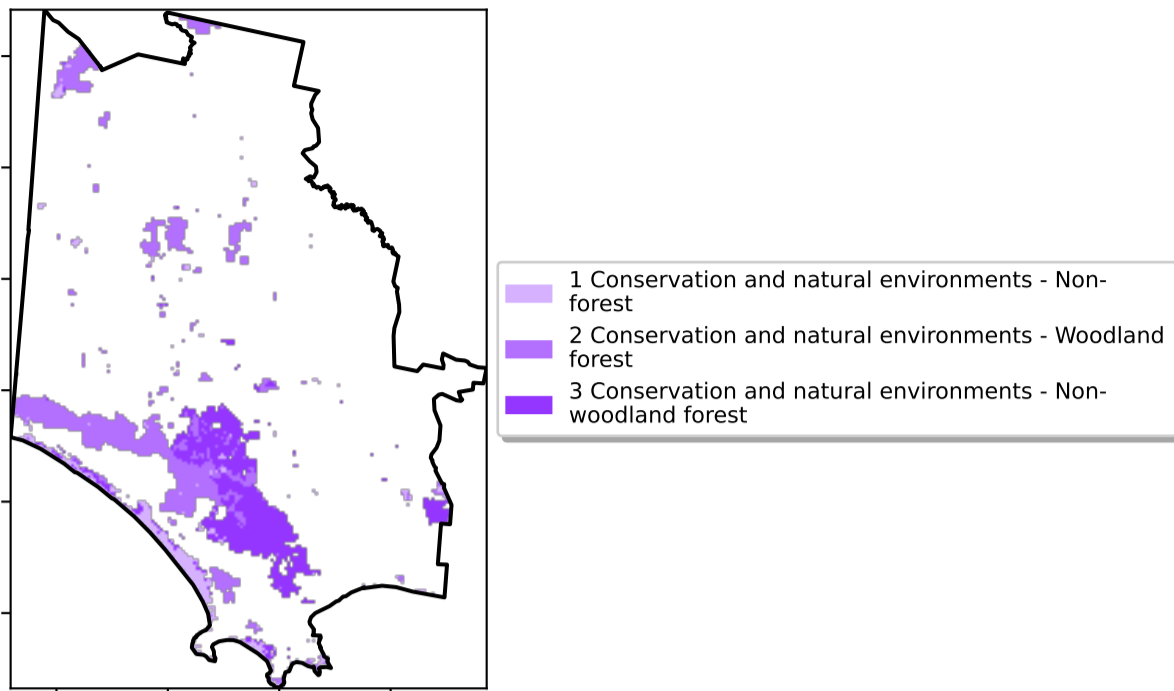 1 Conservation and natural environments - Non-
forest
2 Conservation and natural environments - Woodland
forest
3 Conservation and natural environments - Non-
woodland forest